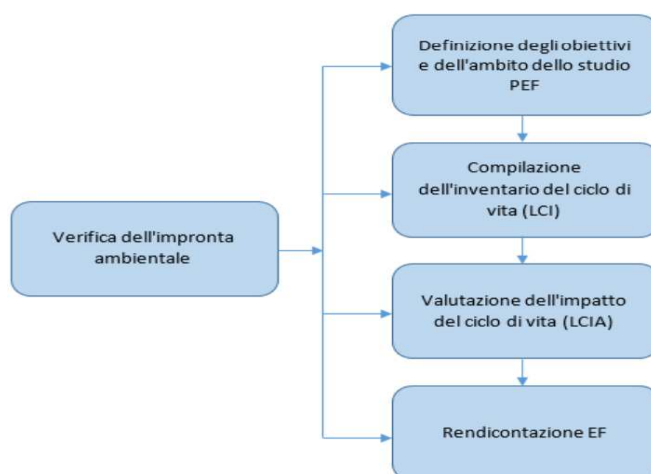 Definizione degli obiettivi
e dell'ambito dello studio
PEF
Compilazione
dell'inventario del ciclo di
vita (LCI)
Verifica dell'impronta
ambientale
Valutazione dell'impatto
del ciclo di vita (LCIA)
Rendicontazione EF